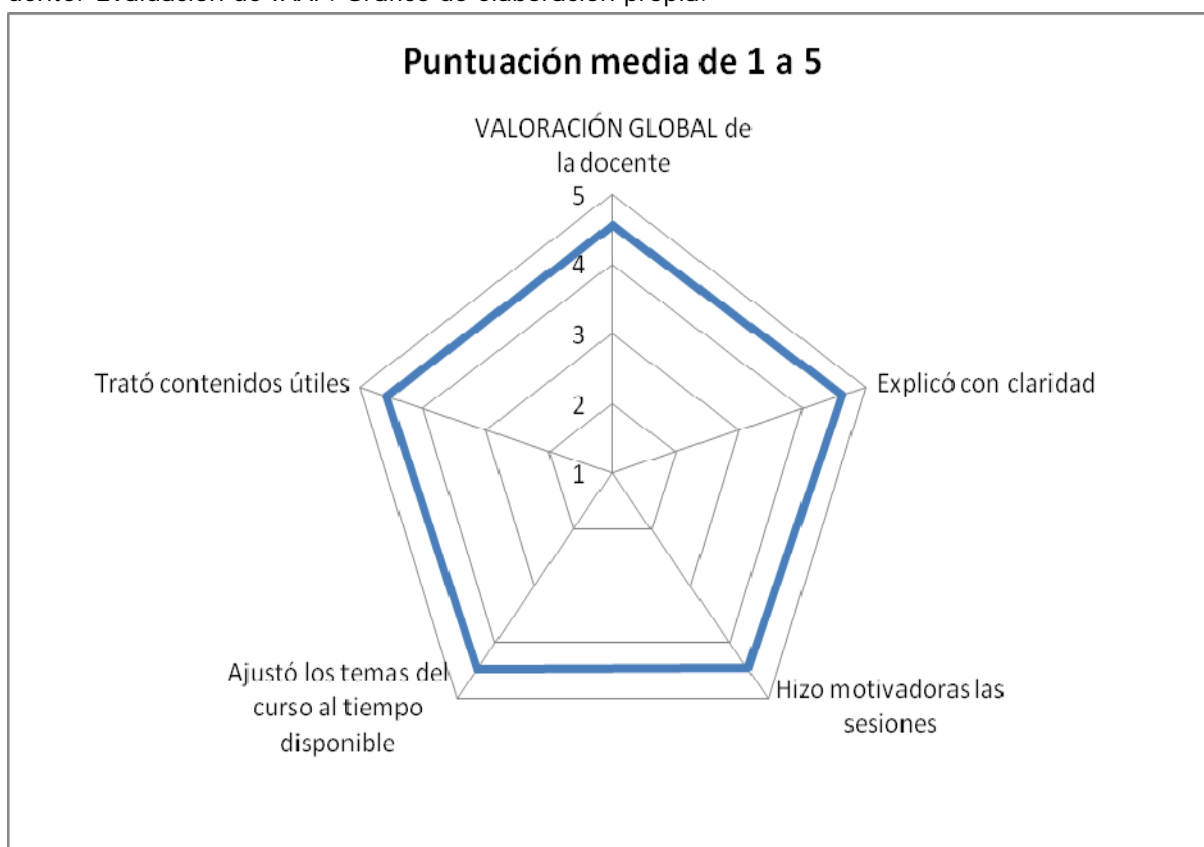 Puntuación media de 1 a 5
VALORACIÓN GLOBAL de
la docente
5
4
3
2
1
Explicó con claridad
Hizo motivadoras las
sesiones
Ajustó los temas del
curso al tiempo
disponible
Trató contenidos útiles